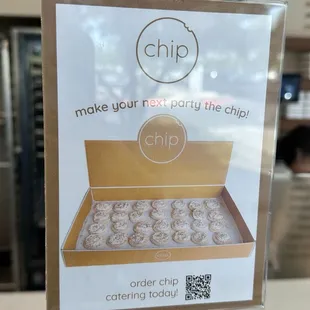 chip
make your next party the chip!
chip
order chip
catering today!